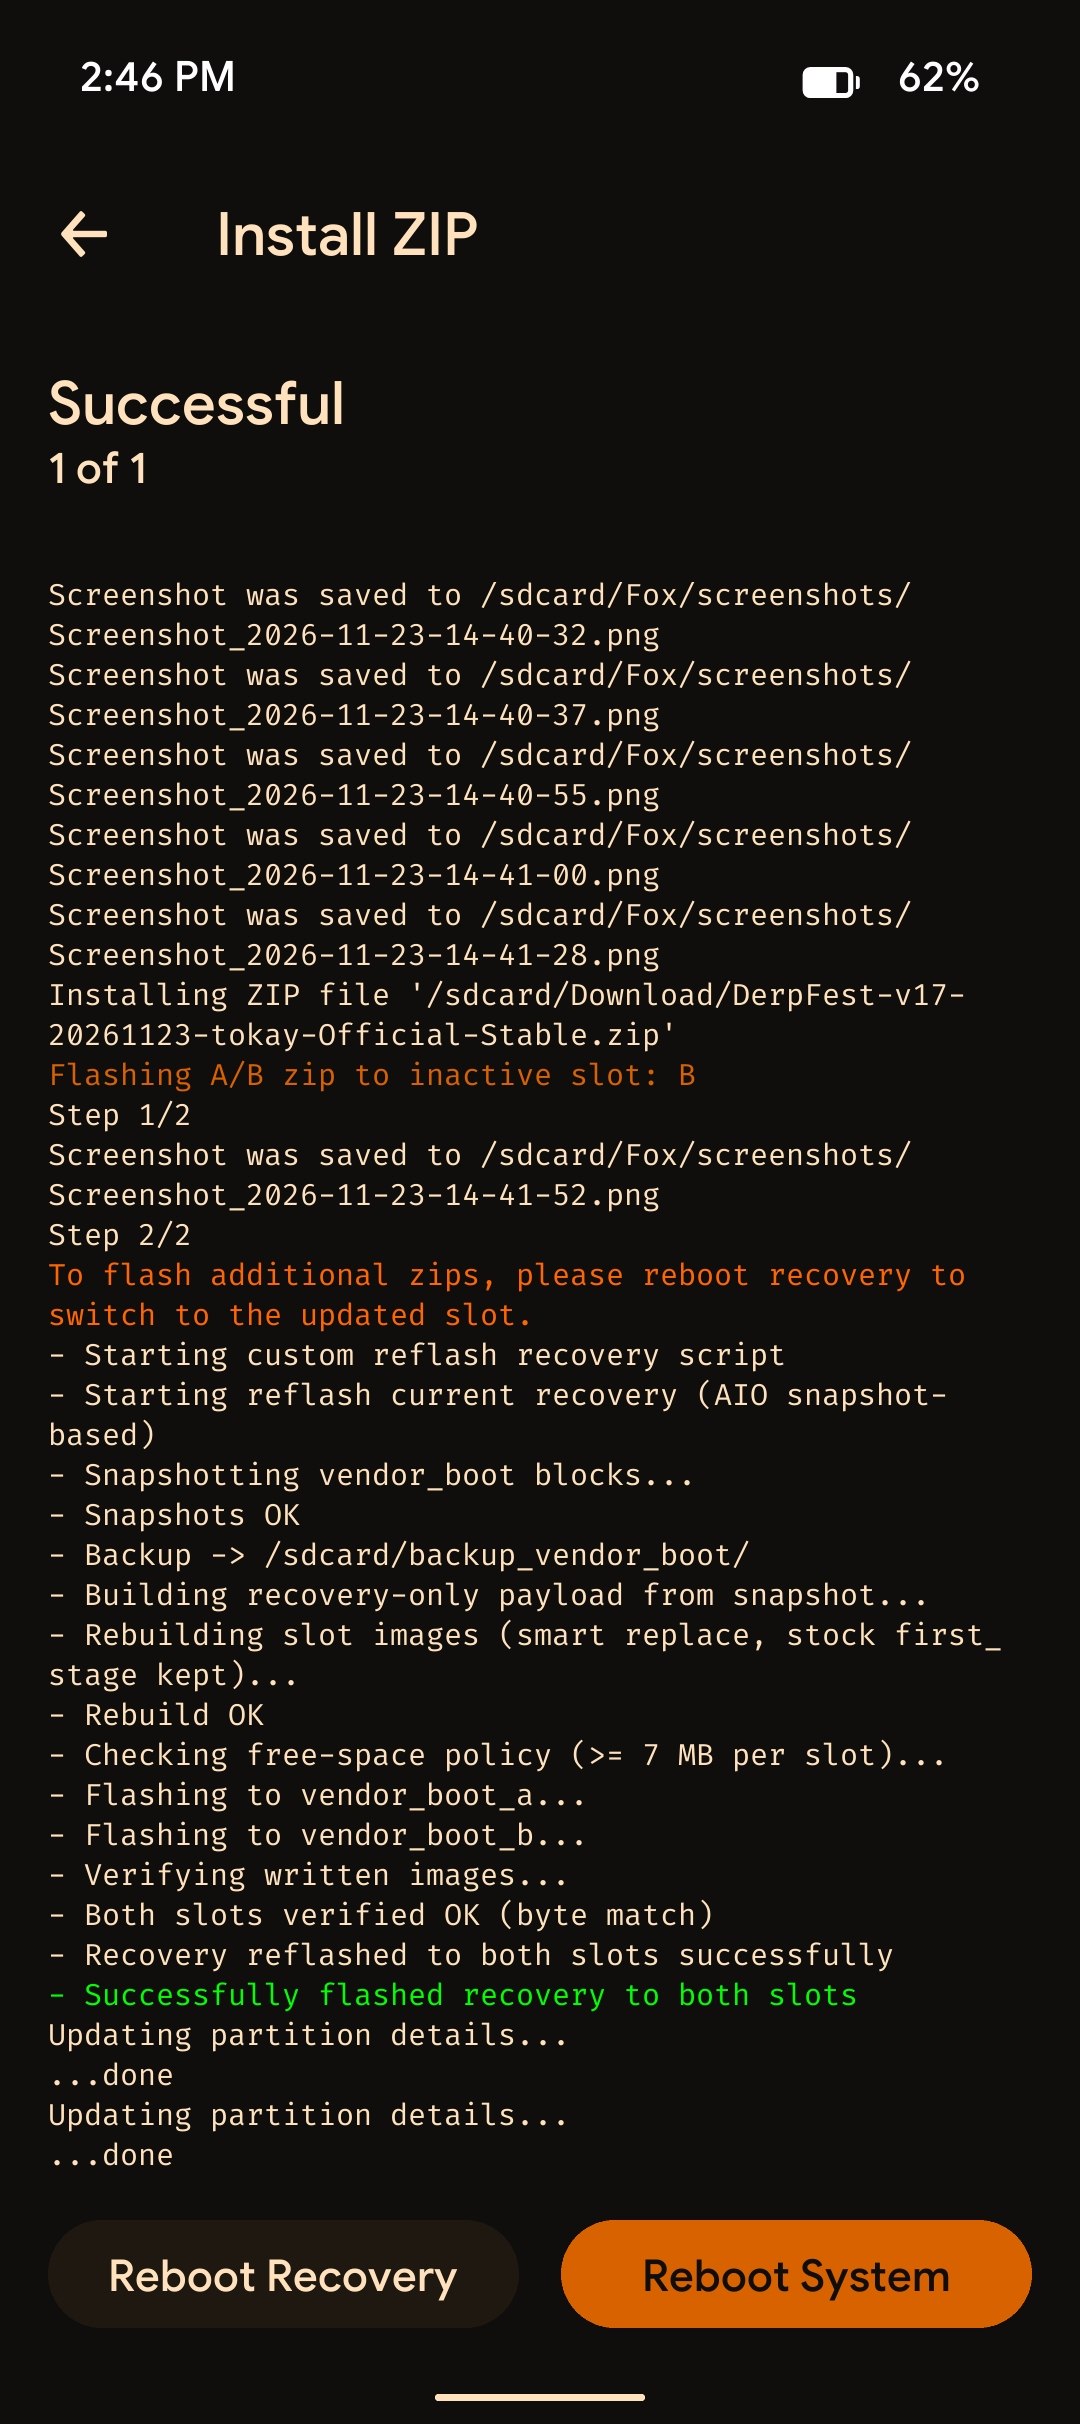 2:46 PM
62%
Install ZIP
Successful
1 of 1
Screenshot was saved to /sdcard/Fox/screenshots/
Screenshot_2026-11-23-14-40-32.png
Screenshot was saved to /sdcard/Fox/screenshots/
Screenshot_2026-11-23-14-40-37.png
Screenshot was saved to /sdcard/Fox/screenshots/
Screenshot_2026-11-23-14-40-55.png
Screenshot was saved to /sdcard/Fox/screenshots/
Screenshot_2026-11-23-14-41-00.png
Screenshot was saved to /sdcard/Fox/screenshots/
Screenshot_2026-11-23-14-41-28.png
Installing ZIP file '/sdcard/Download/DerpFest-v17-
20261123-tokay-Official-Stable.zip'
Flashing A/B zip to inactive slot: B
Step 1/2
Screenshot was saved to /sdcard/Fox/screenshots/
Screenshot_2026-11-23-14-41-52.png
Step 2/2
To flash additional zips, please reboot recovery to
switch to the updated slot.
- Starting custom reflash recovery script
- Starting reflash current recovery (AIO snapshot-
based)
- Snapshotting vendor_boot blocks...
- Snapshots OK
- Backup -> /sdcard/backup_vendor_boot/
- Building recovery-only payload from snapshot...
- Rebuilding slot images (smart replace, stock first_
stage kept)...
- Rebuild OK
- Checking free-space policy (>= 7 MB per slot)...
- Flashing to vendor_boot_a...
- Flashing to vendor_boot_b...
- Verifying written images...
- Both slots verified OK (byte match)
- Recovery reflashed to both slots successfully
- Successfully flashed recovery to both slots
Updating partition details...
...done
Updating partition details...
...done
Reboot Recovery
Reboot System